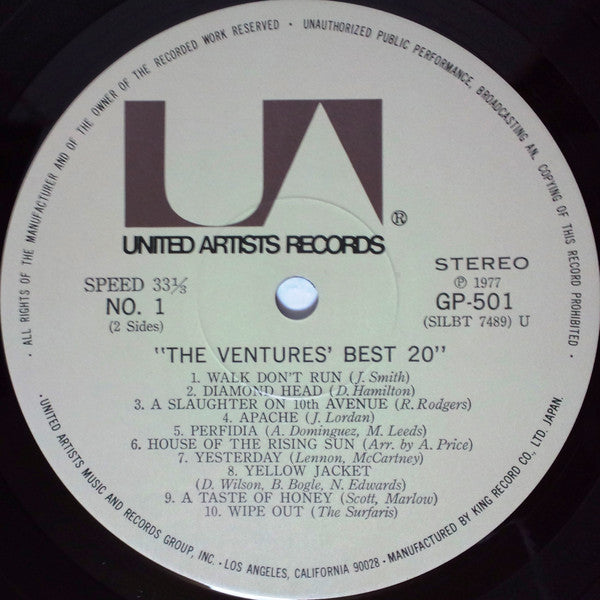 · ALL RIGHTS OF THE MANUFACTURER AND OF THE OWNER OF THE RECORDED WORK RESERVED · UNAUTHORIZED PUBLIC PERFORMANCE, BROADCASTING AN. COPYING OF THIS RECORD PROHIBITED ·
UA®
UNITED ARTISTS RECORDS
SPEED 33⅓
NO. 1
(2 Sides)
STEREO
Ⓟ 1977
GP-501
(SILBT 7489) U
"THE VENTURES' BEST 20"
1. WALK DON'T RUN (J. Smith)
2. DIAMOND HEAD (D. Hamilton)
3. A SLAUGHTER ON 10th AVENUE (R. Rodgers)
4. APACHE (J. Lordan)
5. PERFIDIA (A. Dominguez, M. Leeds)
6. HOUSE OF THE RISING SUN (Arr. by A. Price)
7. YESTERDAY (Lennon, McCartney)
8. YELLOW JACKET
(D. Wilson, B. Bogle, N. Edwards)
9. A TASTE OF HONEY (Scott, Marlow)
10. WIPE OUT (The Surfaris)
· UNITED ARTISTS MUSIC AND RECORDS GROUP, INC. · LOS ANGELES, CALIFORNIA 90028 · MANUFACTURED BY KING RECORD CO., LTD. JAPAN.